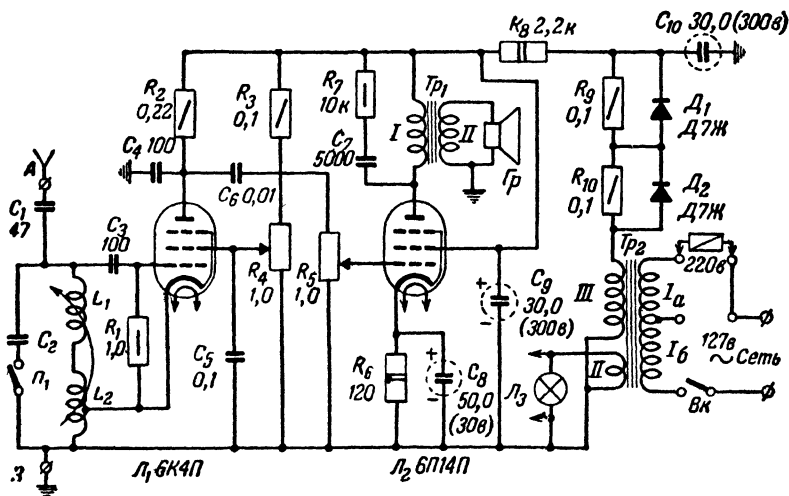 R8 2,2к
C10 30,0 (300в)
R2
0,22
R3
0,1
R7
10к
Тр1
I
II
Гр
R9
0,1
Д1
Д7Ж
C4 100
C7
5000
C6 0,01
R10
0,1
Д2
Д7Ж
А
C1
47
C3
100
R4
1,0
R5
1,0
Тр2
220в
III
Iа
L1
C2
R1
1,0
+
-
C9
30,0
(300в)
127в
~ Сеть
П1
L2
C5
0,1
R6
120
+
-
C8
50,0
(30в)
II
Iб
Л3
Вк
З
Л1 6К4П
Л2 6П14П